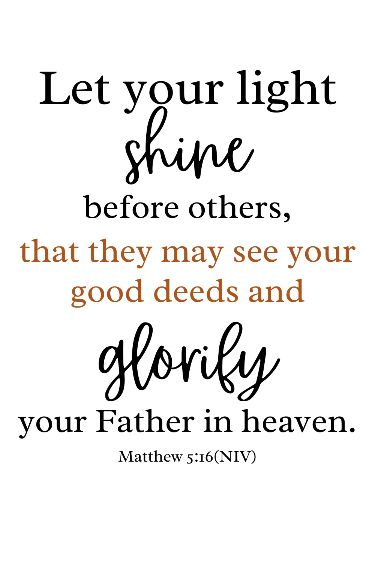 Let your light
shine
before others,
that they may see your
good deeds and
glorify
your Father in heaven.
Matthew 5:16(NIV)